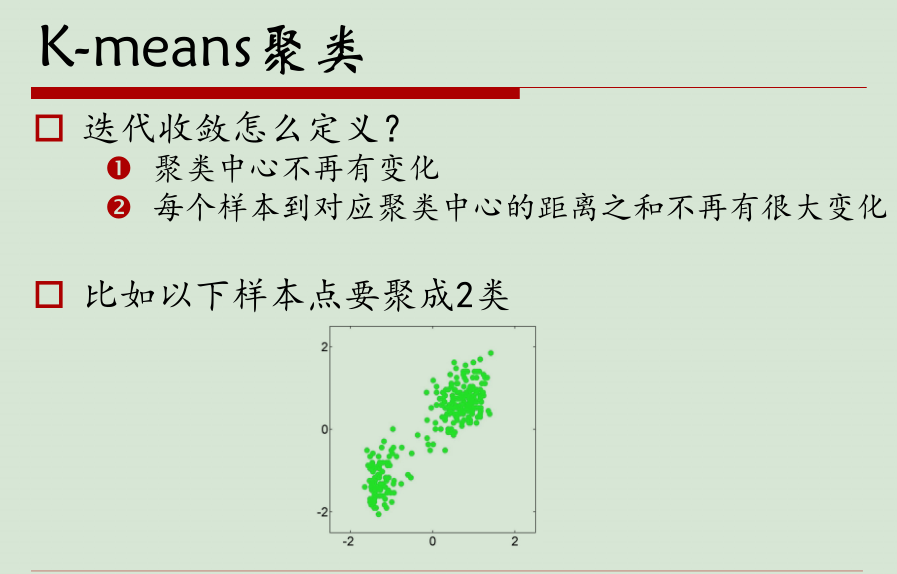 K-means聚类
迭代收敛怎么定义?
❶ 聚类中心不再有变化
❷ 每个样本到对应聚类中心的距离之和不再有很大变化
比如以下样本点要聚成2类
2
0
-2
-2 0 2